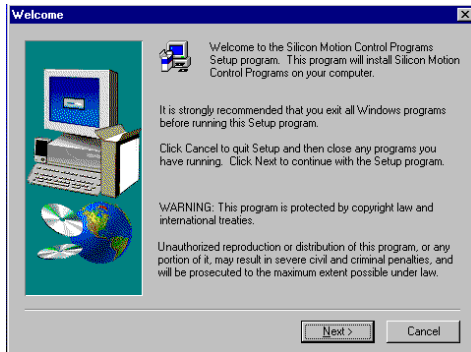 Welcome
Welcome to the Silicon Motion Control Programs
Setup program. This program will install Silicon Motion
Control Programs on your computer.
It is strongly recommended that you exit all Windows programs
before running this Setup program.
Click Cancel to quit Setup and then close any programs you
have running. Click Next to continue with the Setup program.
WARNING: This program is protected by copyright law and
international treaties.
Unauthorized reproduction or distribution of this program, or any
portion of it, may result in severe civil and criminal penalties, and
will be prosecuted to the maximum extent possible under law.
Next >
Cancel